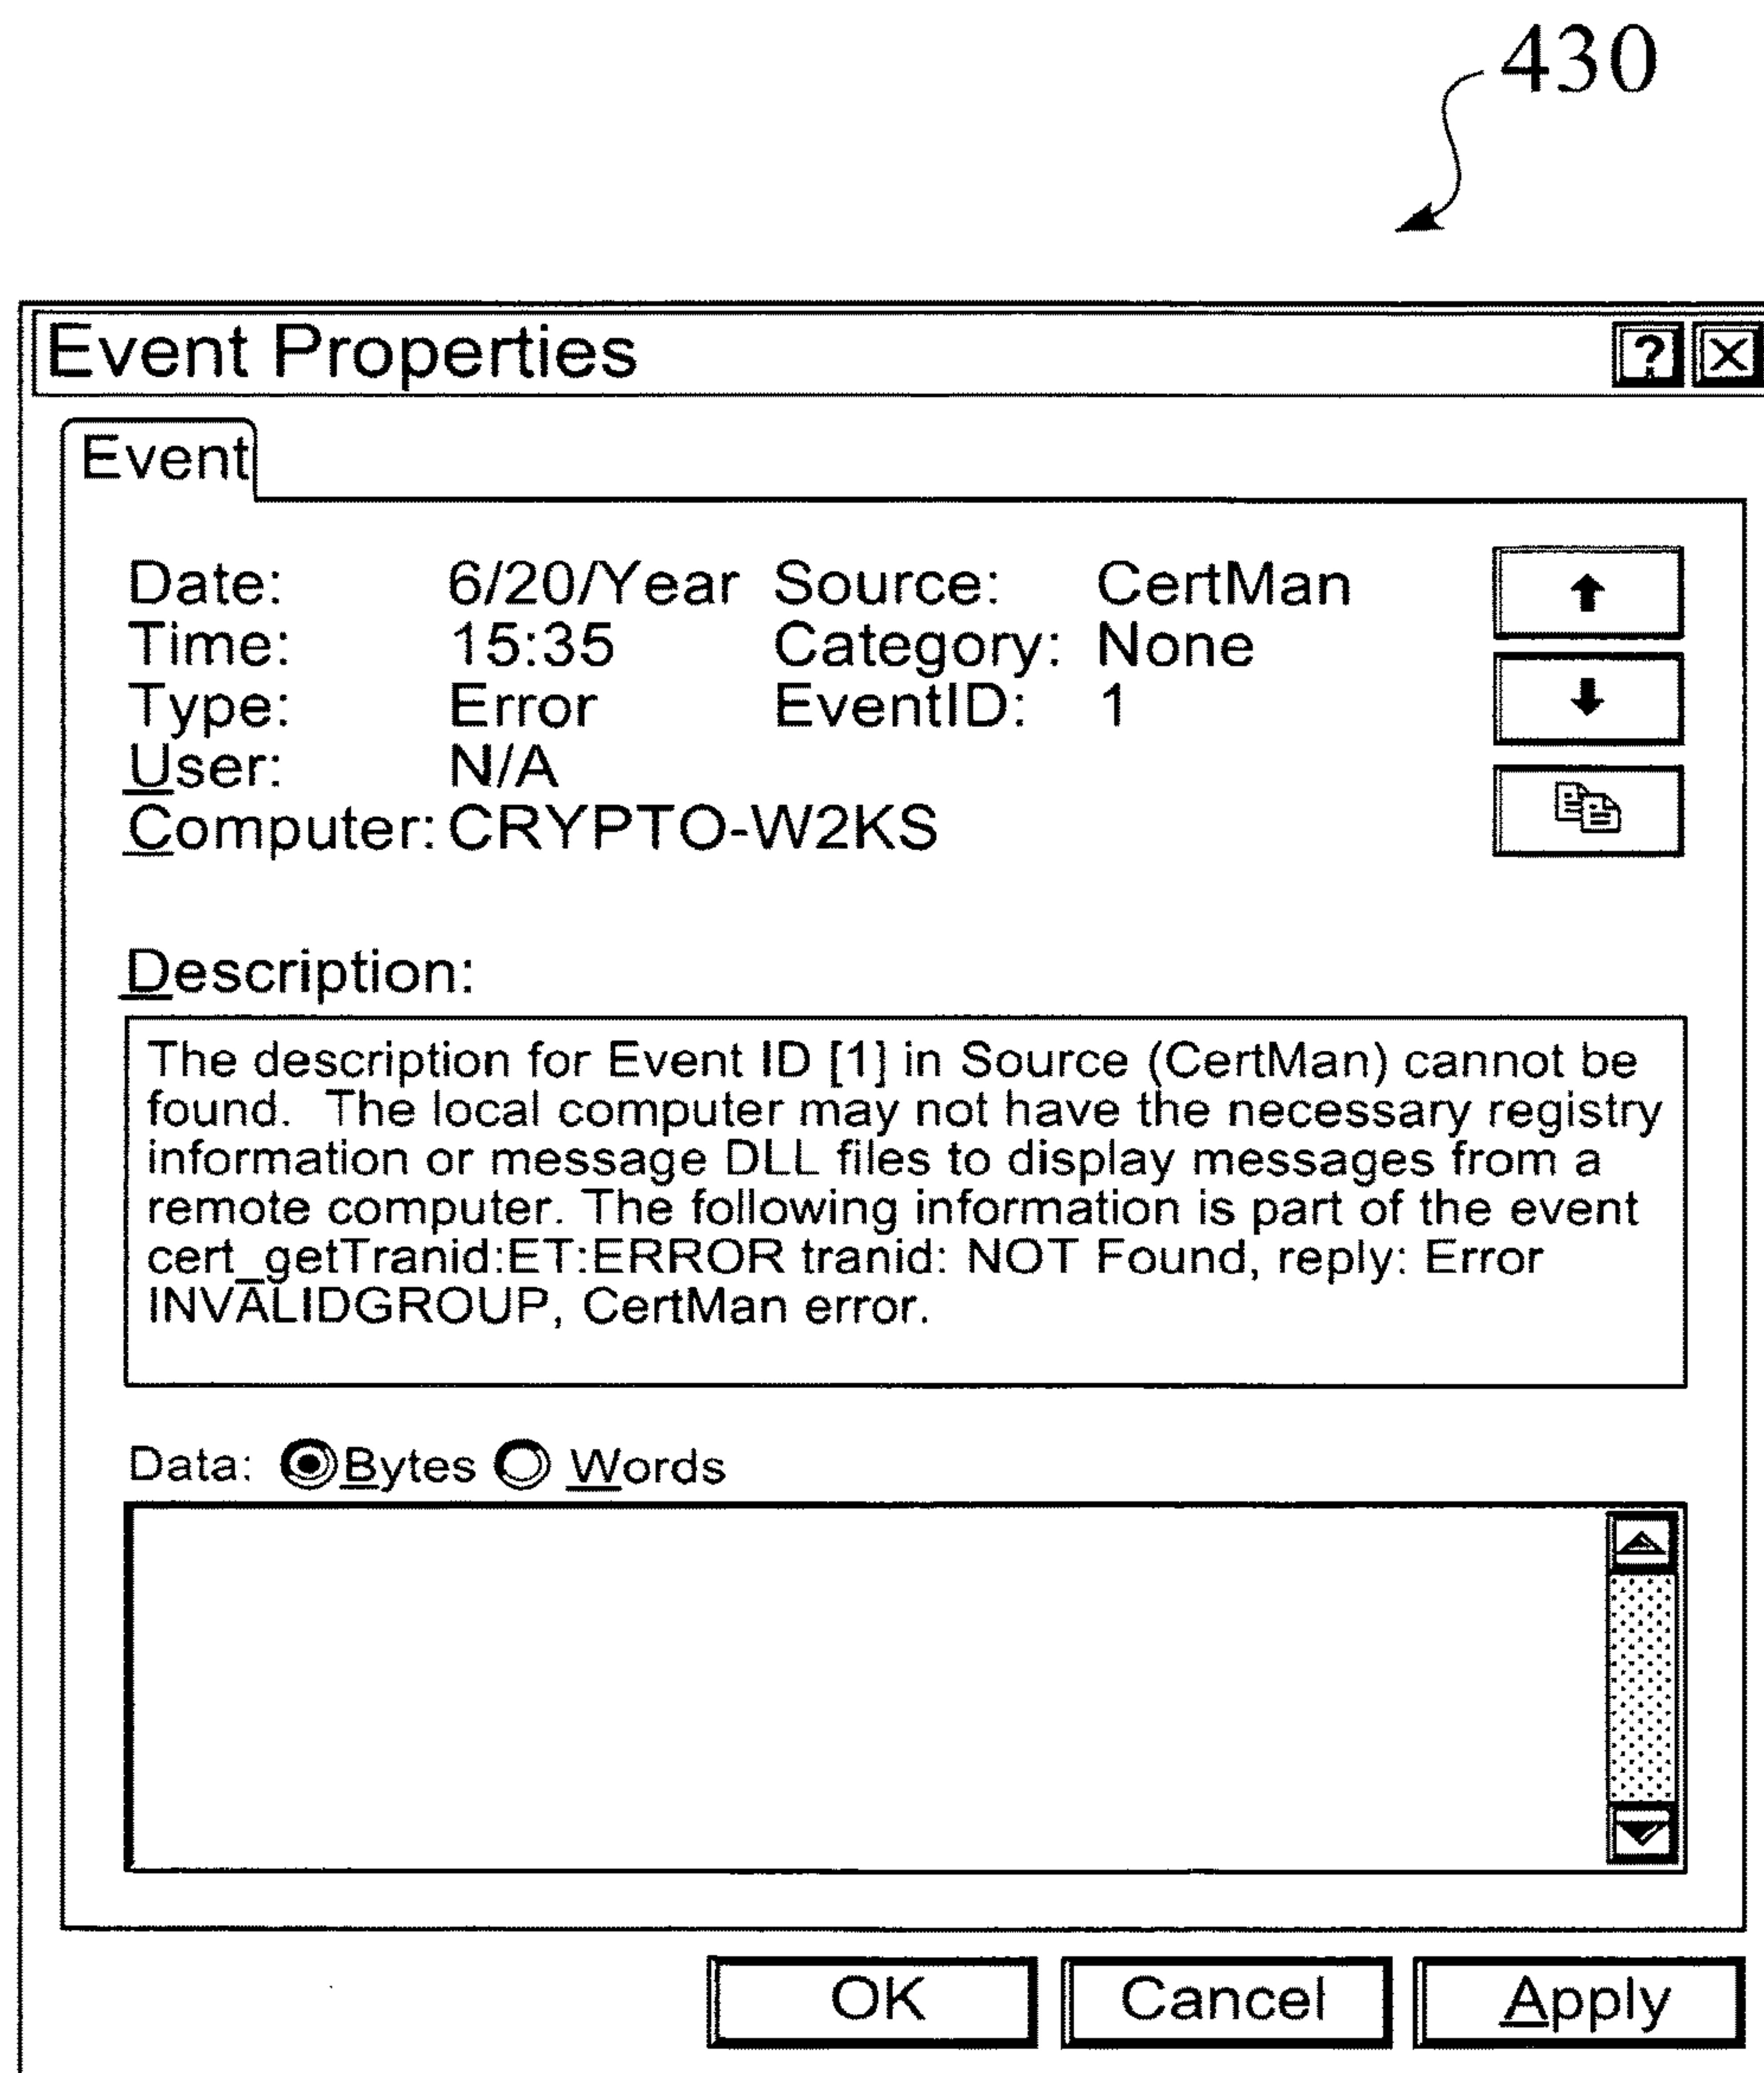 430
Event Properties
?
Event
Date: 6/20/Year Source: CertMan
Time: 15:35 Category: None
Type: Error EventID: 1
User: N/A
Computer: CRYPTO-W2KS
Description:
The description for Event ID [1] in Source (CertMan) cannot be
found. The local computer may not have the necessary registry
information or message DLL files to display messages from a
remote computer. The following information is part of the event
cert_getTranid:ET:ERROR tranid: NOT Found, reply: Error
INVALIDGROUP, CertMan error.
Data: Bytes Words
OK Cancel Apply